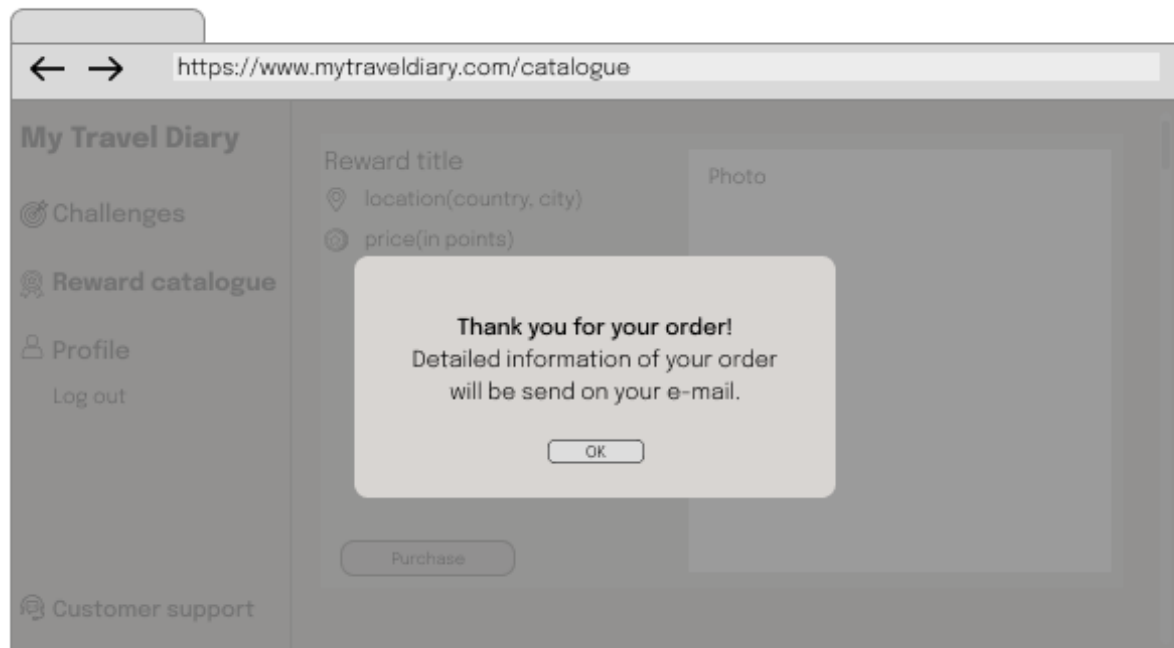 https://www.mytraveldiary.com/catalogue
My Travel Diary
Challenges
Reward catalogue
Profile
Log out
Customer support
Reward title
location(country, city)
price(in points)
Photo
Thank you for your order!
Detailed information of your order
will be send on your e-mail.
OK
Purchase